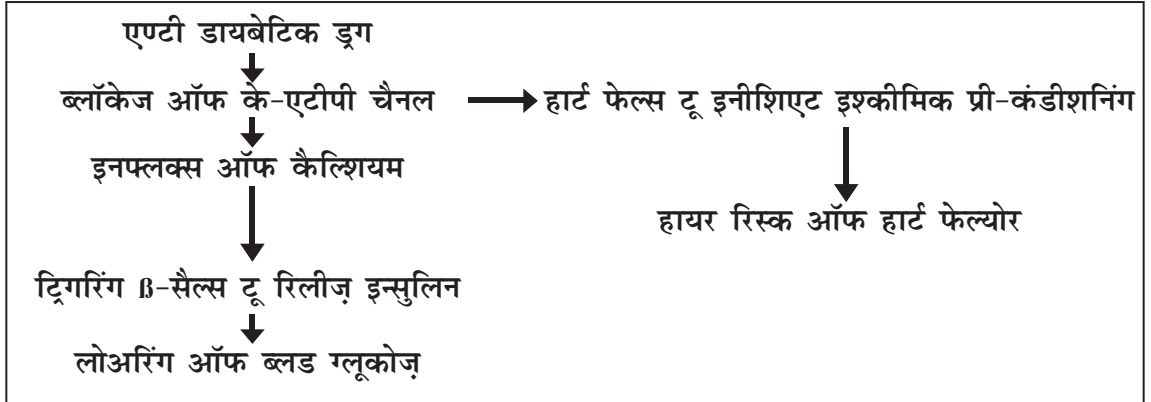 एण्टी डायबेटिक ड्रग
ब्लॉकेज ऑफ के-एटीपी चैनल
हार्ट फेल्स टू इनीशिएट इश्कीमिक प्री-कंडीशनिंग
इनफ्लक्स ऑफ कैल्शियम
हायर रिस्क ऑफ हार्ट फेल्योर
ट्रिगरिंग ß-सैल्स टू रिलीज़ इन्सुलिन
लोअरिंग ऑफ ब्लड ग्लूकोज़